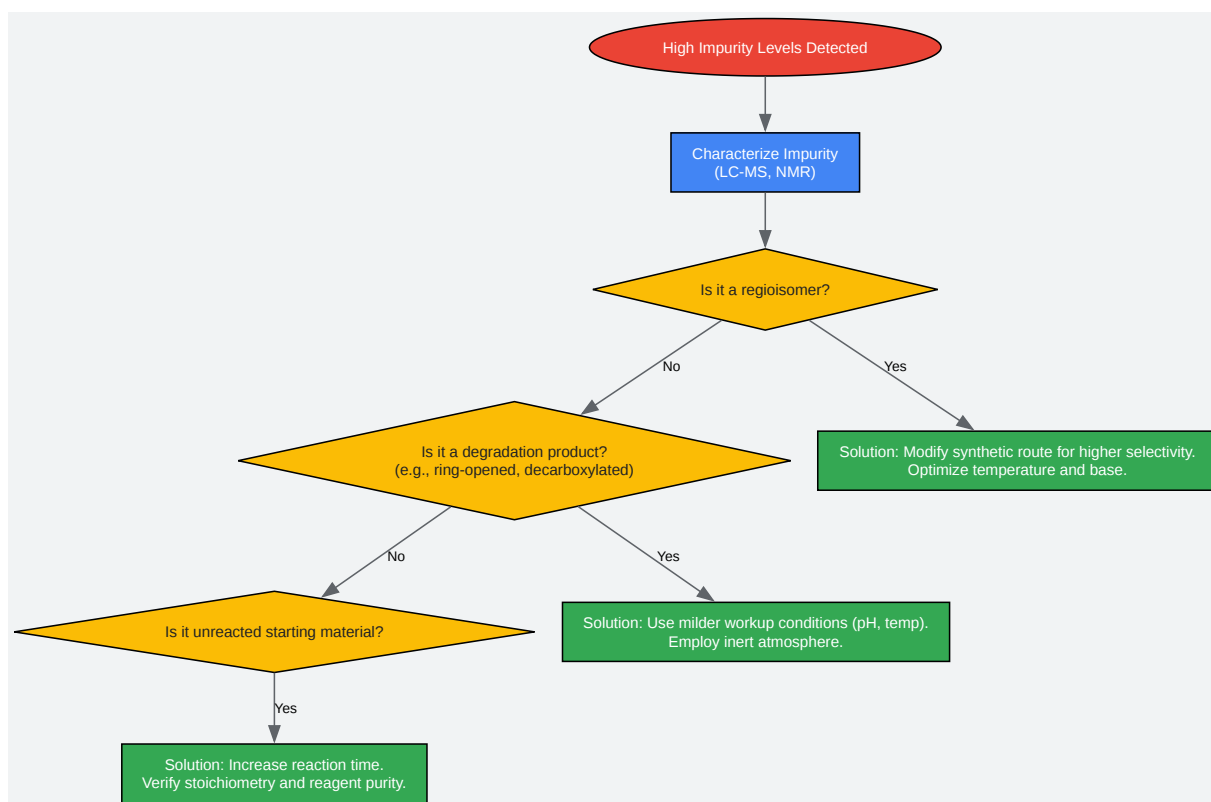 High Impurity Levels Detected
Characterize Impurity
(LC-MS, NMR)
Is it a regioisomer?
No
Yes
Is it a degradation product?
(e.g., ring-opened, decarboxylated)
Solution: Modify synthetic route for higher selectivity.
Optimize temperature and base.
No
Yes
Is it unreacted starting material?
Solution: Use milder workup conditions (pH, temp).
Employ inert atmosphere.
Yes
Solution: Increase reaction time.
Verify stoichiometry and reagent purity.